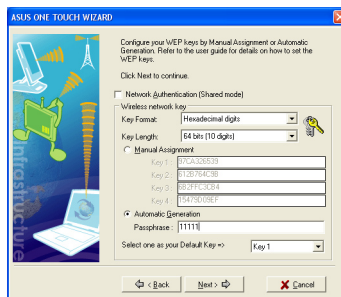 ASUS ONE TOUCH WIZARD
Configure your WEP keys by Manual Assignment or Automatic
Generation. Refer to the user guide for details on how to set the
WEP keys.
Click Next to continue.
Network Authentication (Shared mode)
Wireless network key
Key Format: Hexadecimal digits
Key Length: 64 bits (10 digits)
Manual Assignment
Key 1: 97CA326539
Key 2: 612B764C9B
Key 3: 6B2FFC3CB4
Key 4: 15479D09EF
Automatic Generation
Passphrase: 11111
Select one as your Default Key => Key 1
< Back Next > Cancel
Infrastructure